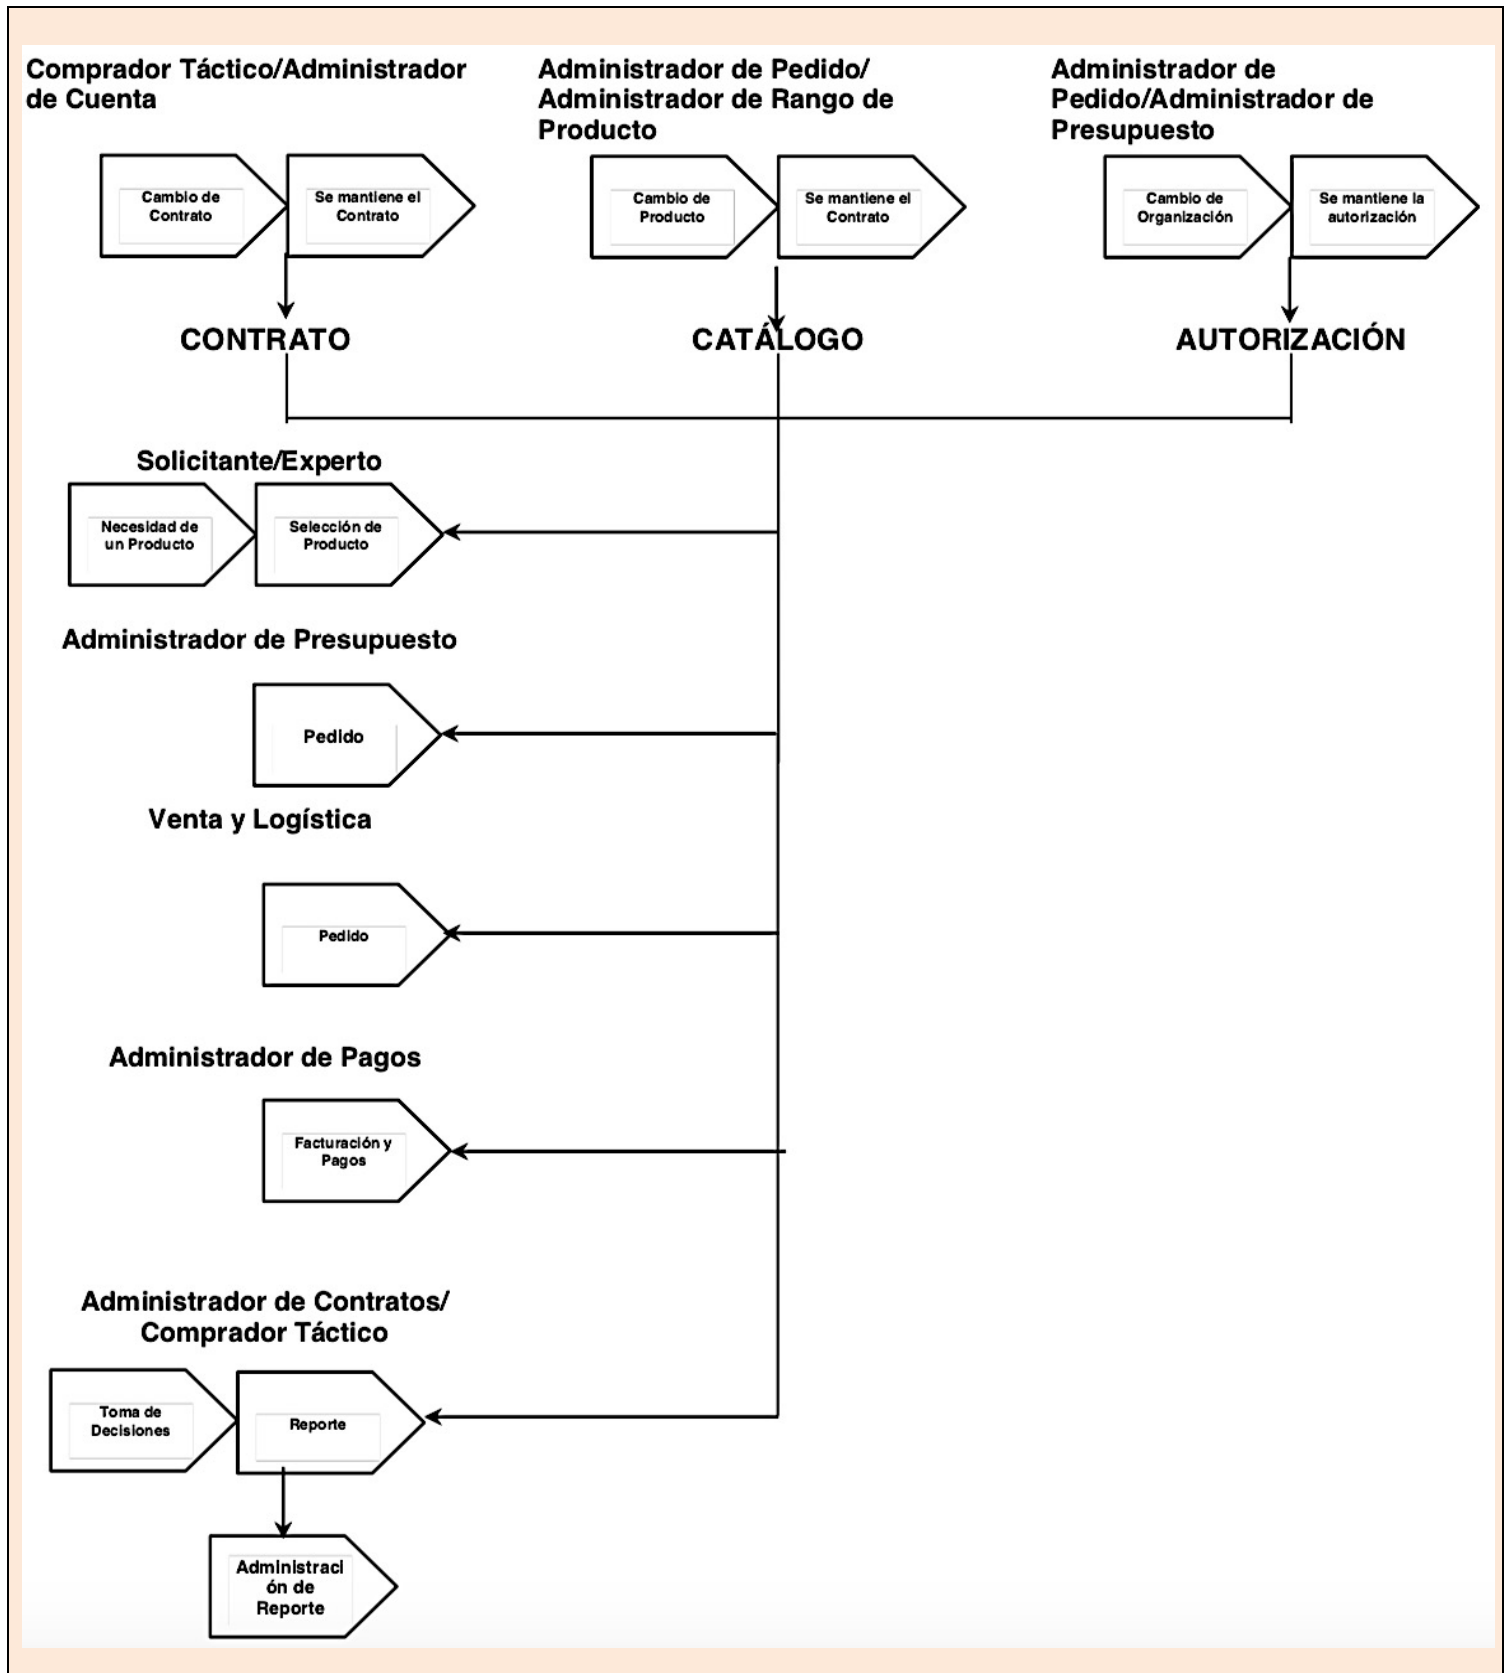 Comprador Táctico/Administrador
de Cuenta
Administrador de Pedido/
Administrador de Rango de
Producto
Administrador de
Pedido/Administrador de
Presupuesto
Cambio de
Contrato
Se mantiene el
Contrato
Cambio de
Producto
Se mantiene el
Contrato
Cambio de
Organización
Se mantiene la
autorización
CONTRATO
CATÁLOGO
AUTORIZACIÓN
Solicitante/Experto
Necesidad de
un Producto
Selección de
Producto
Administrador de Presupuesto
Pedido
Venta y Logística
Pedido
Administrador de Pagos
Facturación y
Pagos
Administrador de Contratos/
Comprador Táctico
Toma de
Decisiones
Reporte
Administraci
ón de
Reporte